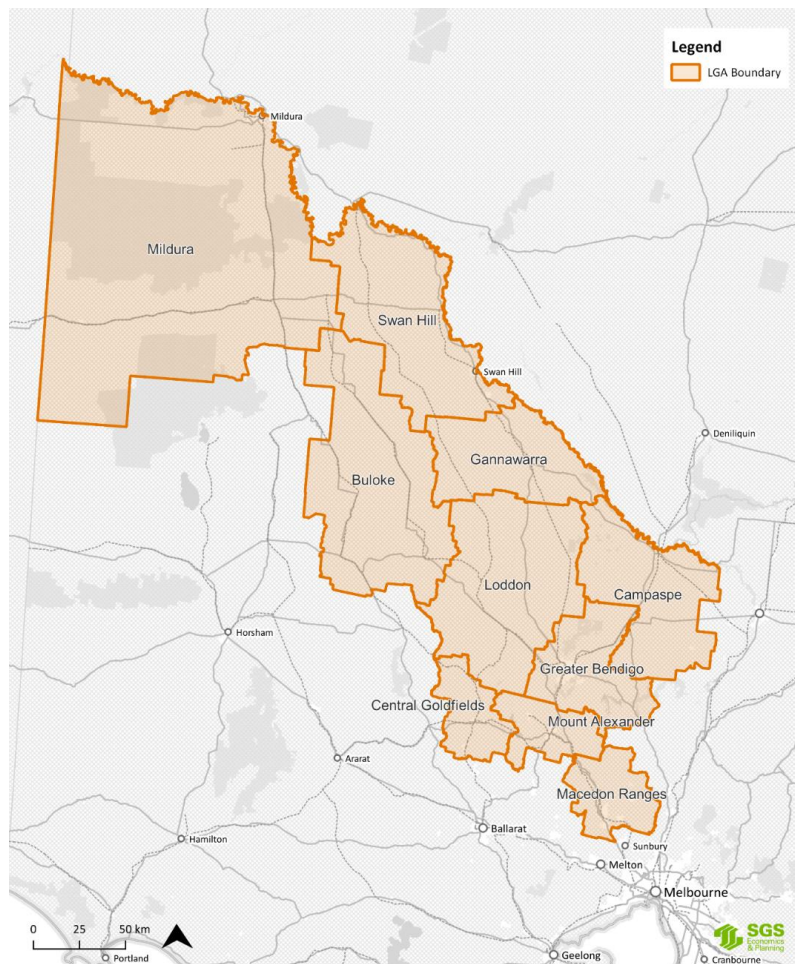 Legend
LGA Boundary
Mildura
Mildura
Swan Hill
Swan Hill
Deniliquin
Gannawarra
Buloke
Loddon
Campaspe
Horsham
Greater Bendigo
Central Goldfields
Mount Alexander
Ararat
Macedon Ranges
Ballarat
Hamilton
Sunbury
Melton
Melbourne
0 25 50 km
SGS
Economics
& Planning
Portland
Geelong
Cranbourne